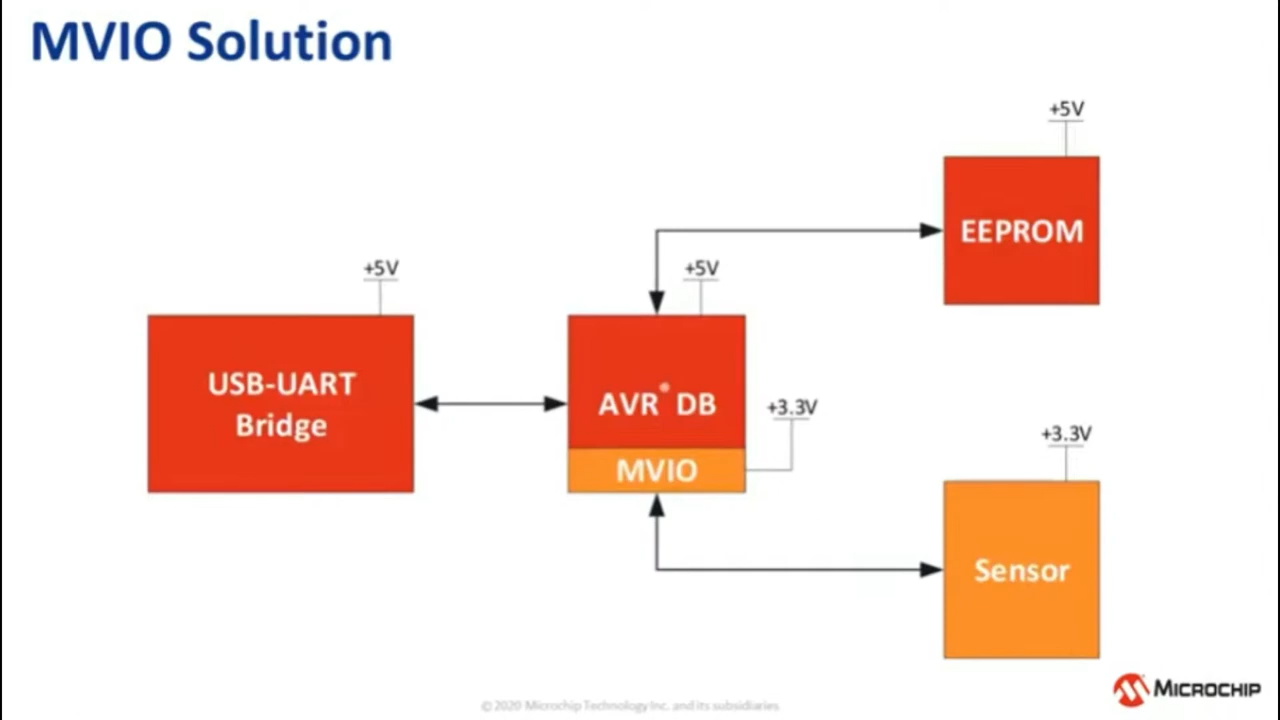 MVIO Solution
+5V
EEPROM
+5V
+5V
USB-UART
Bridge
AVR® DB
+3.3V
MVIO
+3.3V
Sensor
©2020 Microchip Technology Inc. and its subsidiaries
MICROCHIP